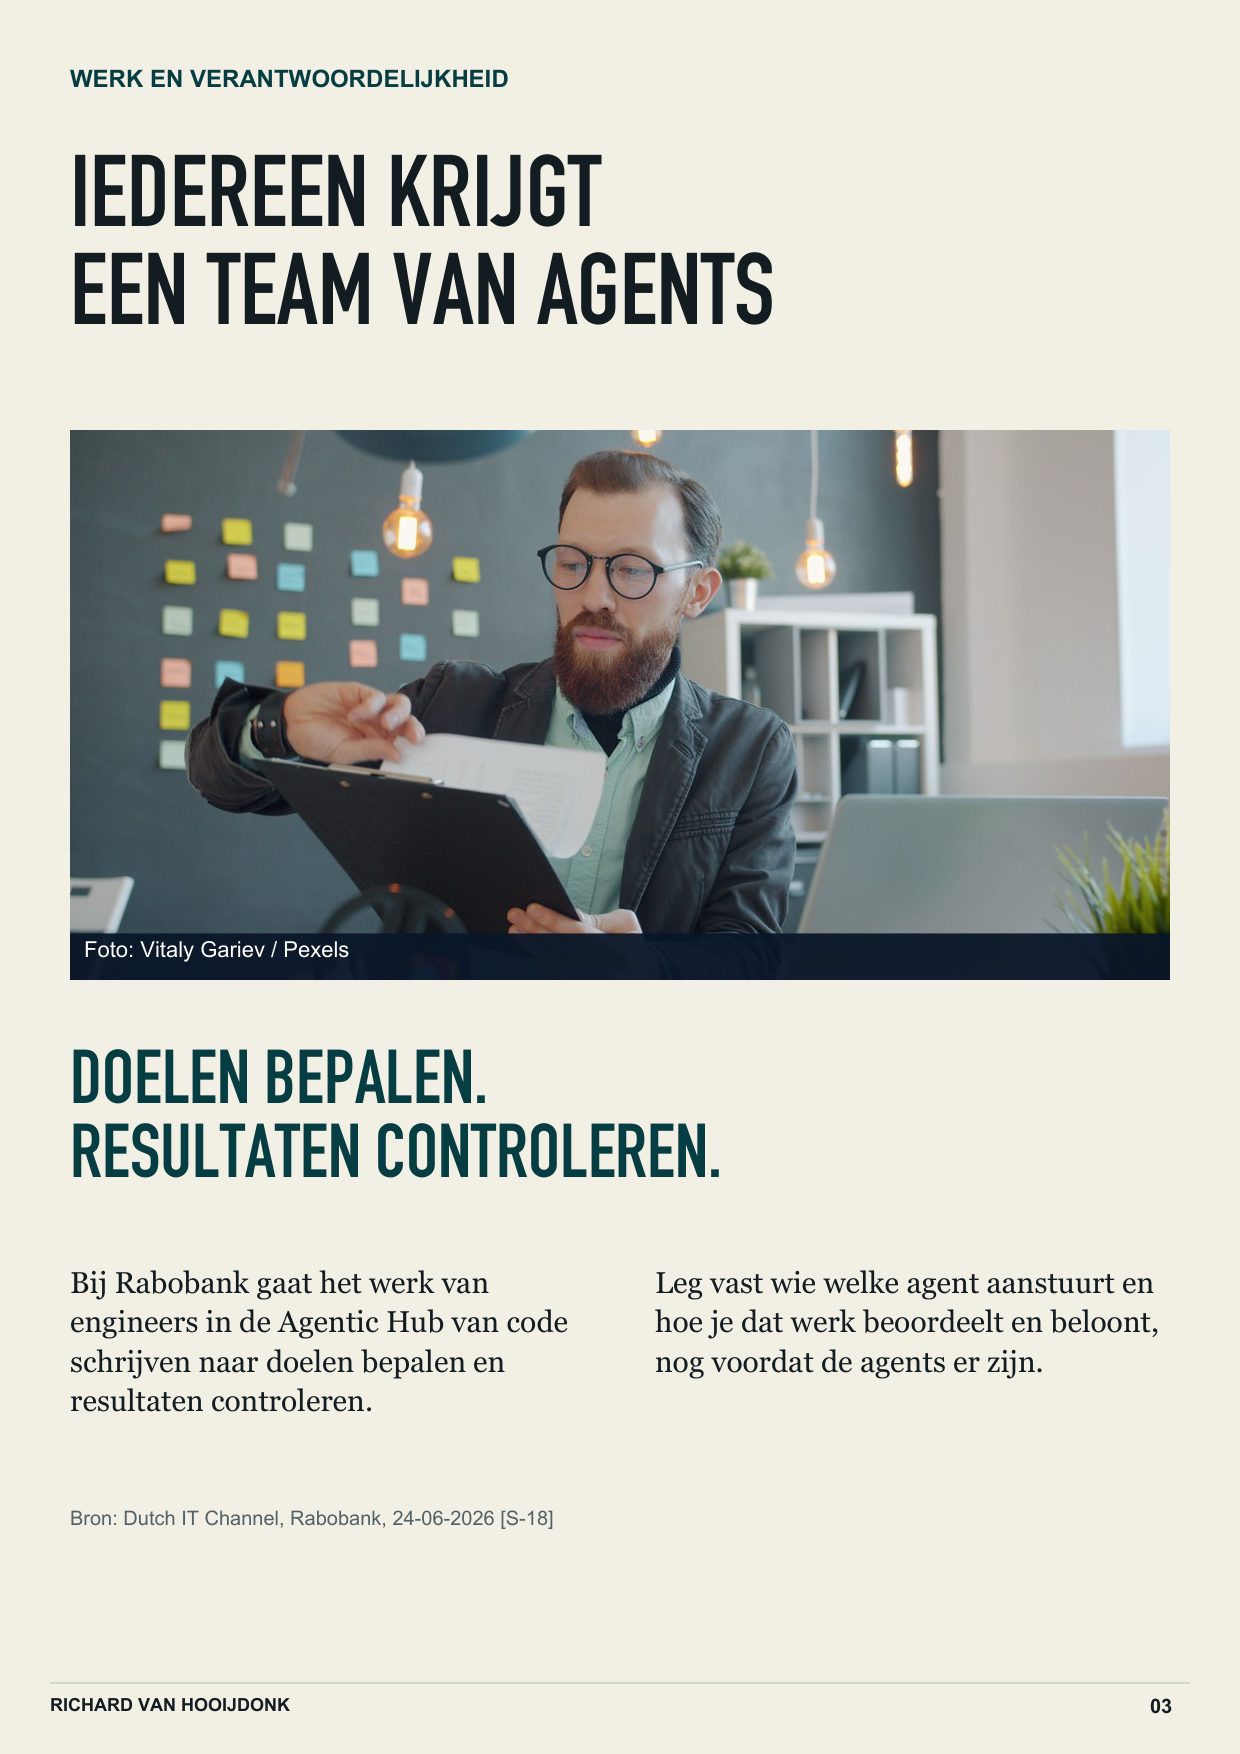 WERK EN VERANTWOORDELIJKHEID
IEDEREEN KRIJGT
EEN TEAM VAN AGENTS
Foto: Vitaly Gariev / Pexels
DOELEN BEPALEN.
RESULTATEN CONTROLEREN.
Bij Rabobank gaat het werk van
engineers in de Agentic Hub van code
schrijven naar doelen bepalen en
resultaten controleren.
Leg vast wie welke agent aanstuurt en
hoe je dat werk beoordeelt en beloont,
nog voordat de agents er zijn.
Bron: Dutch IT Channel, Rabobank, 24-06-2026 [S-18]
RICHARD VAN HOOIJDONK
03